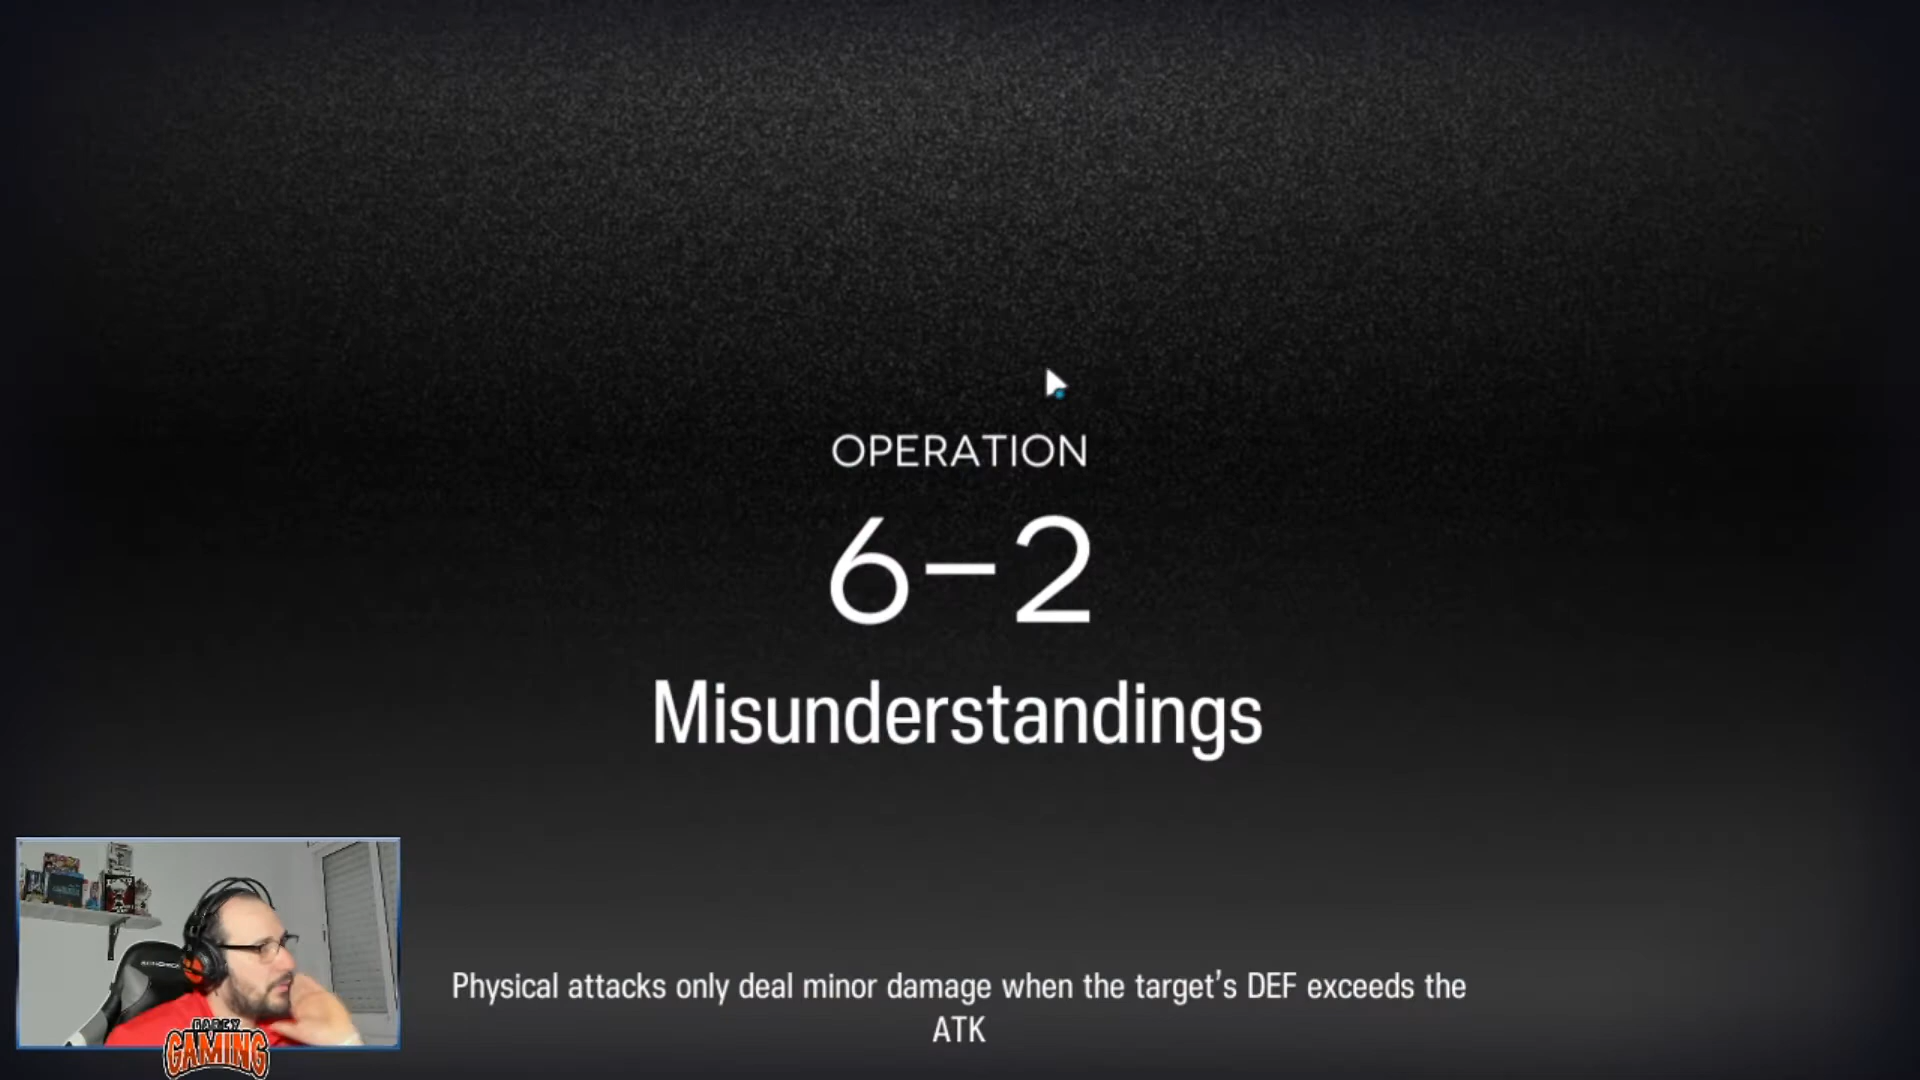 OPERATION
6-2
Misunderstandings
Physical attacks only deal minor damage when the target's DEF exceeds the
ATK
GAMING